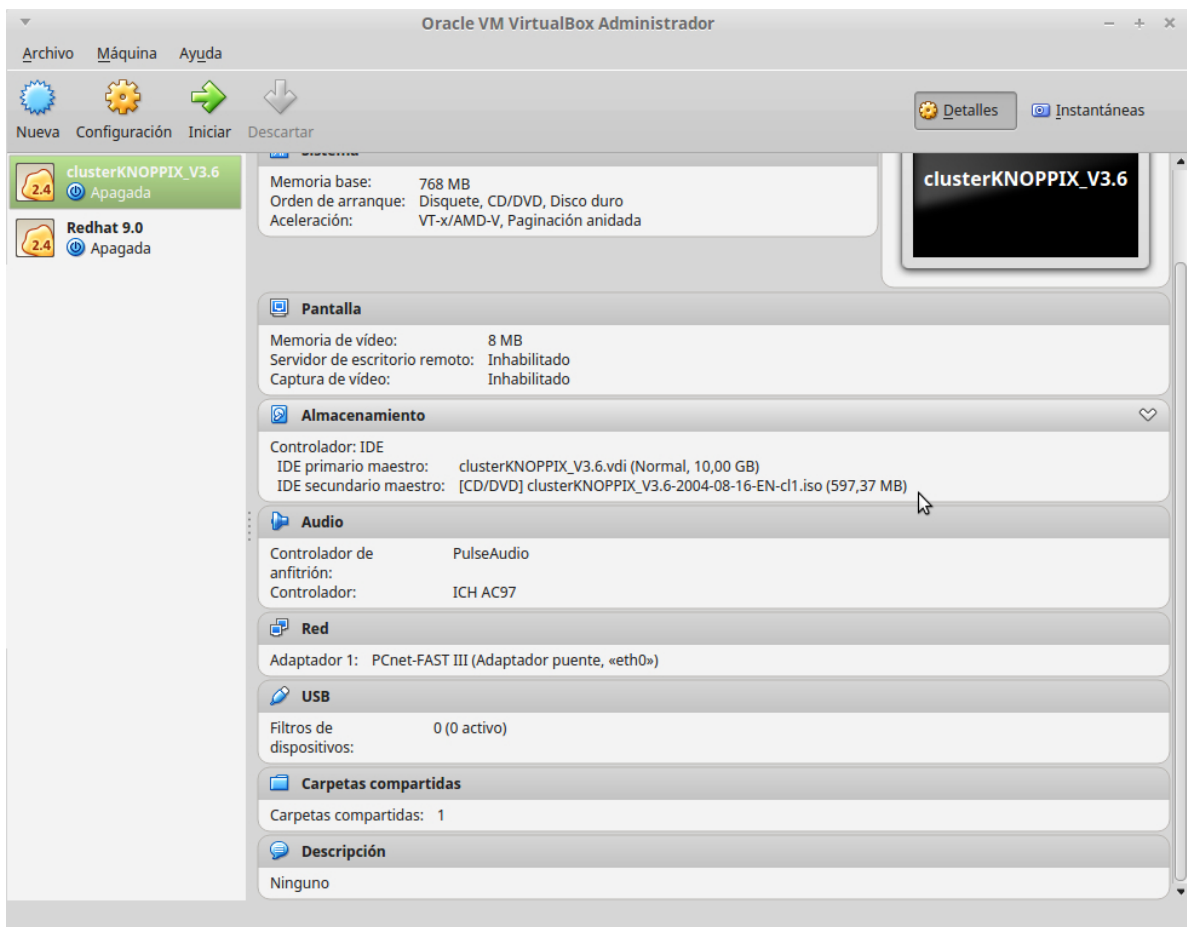 Oracle VM VirtualBox Administrador
Archivo Máquina Ayuda
Nueva Configuración Iniciar Descartar
Detalles Instantáneas
2.4 clusterKNOPPIX_V3.6
Apagada
2.4 Redhat 9.0
Apagada
Sistema
Memoria base: 768 MB
Orden de arranque: Disquete, CD/DVD, Disco duro
Aceleración: VT-x/AMD-V, Paginación anidada
clusterKNOPPIX_V3.6
Pantalla
Memoria de vídeo: 8 MB
Servidor de escritorio remoto: Inhabilitado
Captura de vídeo: Inhabilitado
Almacenamiento
Controlador: IDE
IDE primario maestro: clusterKNOPPIX_V3.6.vdi (Normal, 10,00 GB)
IDE secundario maestro: [CD/DVD] clusterKNOPPIX_V3.6-2004-08-16-EN-cl1.iso (597,37 MB)
Audio
Controlador de PulseAudio
anfitrión:
Controlador: ICH AC97
Red
Adaptador 1: PCnet-FAST III (Adaptador puente, «eth0»)
USB
Filtros de 0 (0 activo)
dispositivos:
Carpetas compartidas
Carpetas compartidas: 1
Descripción
Ninguno